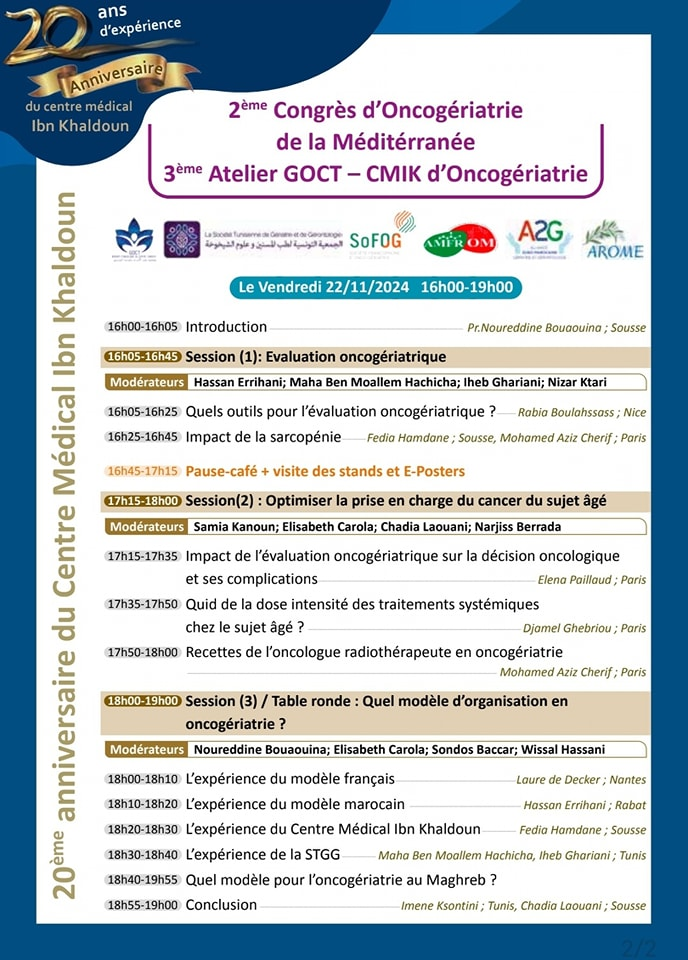 20 ans
d'expérience
Anniversaire
du centre médical
Ibn Khaldoun
2ème Congrès d'Oncogériatrie
de la Méditérranée
3ème Atelier GOCT – CMIK d'Oncogériatrie
GOCT
La Société Tunisienne de Gériatrie et de Gérontologie
الجمعية التونسية لطب المسنين و علوم الشيخوخة
SoFOG
AMFROM
A2G
AROME
Le Vendredi 22/11/2024 16h00-19h00
16h00-16h05 Introduction Pr.Noureddine Bouaouina ; Sousse
16h05-16h45 Session (1): Evaluation oncogériatrique
Modérateurs Hassan Errihani; Maha Ben Moallem Hachicha; Iheb Ghariani; Nizar Ktari
16h05-16h25 Quels outils pour l'évaluation oncogériatrique ? Rabia Boulahssass ; Nice
16h25-16h45 Impact de la sarcopénie Fedia Hamdane ; Sousse, Mohamed Aziz Cherif ; Paris
16h45-17h15 Pause-café + visite des stands et E-Posters
17h15-18h00 Session(2) : Optimiser la prise en charge du cancer du sujet âgé
Modérateurs Samia Kanoun; Elisabeth Carola; Chadia Laouani; Narjiss Berrada
17h15-17h35 Impact de l'évaluation oncogériatrique sur la décision oncologique
et ses complications Elena Paillaud ; Paris
17h35-17h50 Quid de la dose intensité des traitements systémiques
chez le sujet âgé ? Djamel Ghebriou ; Paris
17h50-18h00 Recettes de l'oncologue radiothérapeute en oncogériatrie
Mohamed Aziz Cherif ; Paris
18h00-19h00 Session (3) / Table ronde : Quel modèle d'organisation en
oncogériatrie ?
Modérateurs Noureddine Bouaouina; Elisabeth Carola; Sondos Baccar; Wissal Hassani
18h00-18h10 L'expérience du modèle français Laure de Decker ; Nantes
18h10-18h20 L'expérience du modèle marocain Hassan Errihani ; Rabat
18h20-18h30 L'expérience du Centre Médical Ibn Khaldoun Fedia Hamdane ; Sousse
18h30-18h40 L'expérience de la STGG Maha Ben Moallem Hachicha, Iheb Ghariani ; Tunis
18h40-19h55 Quel modèle pour l'oncogériatrie au Maghreb ?
18h55-19h00 Conclusion Imene Ksontini ; Tunis, Chadia Laouani ; Sousse
20ème anniversaire du Centre Médical Ibn Khaldoun
2/2